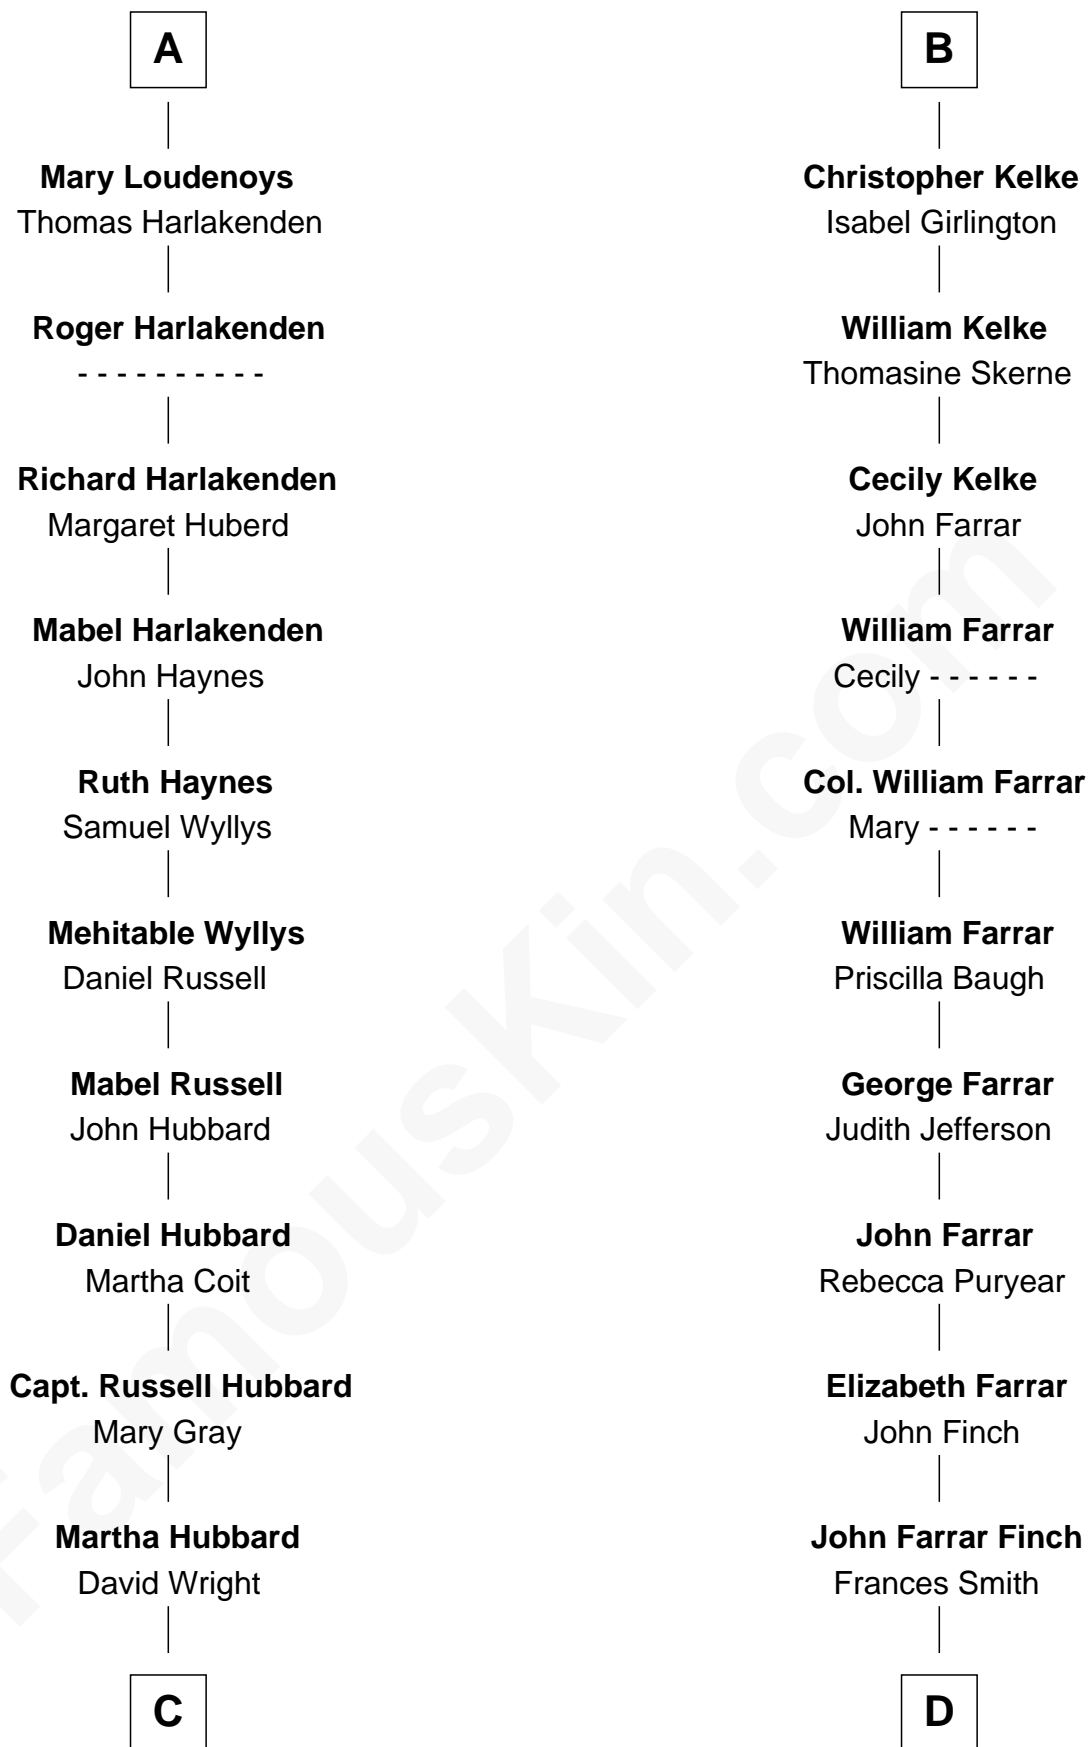 A
Mary Loudenoys
Thomas Harlakenden
Roger Harlakenden
- - - - - - - - - -
Richard Harlakenden
Margaret Huberd
Mabel Harlakenden
John Haynes
Ruth Haynes
Samuel Wyllys
Mehitable Wyllys
Daniel Russell
Mabel Russell
John Hubbard
Daniel Hubbard
Martha Coit
Capt. Russell Hubbard
Mary Gray
Martha Hubbard
David Wright
C
B
Christopher Kelke
Isabel Girlington
William Kelke
Thomasine Skerne
Cecily Kelke
John Farrar
William Farrar
Cecily - - - - - -
Col. William Farrar
Mary - - - - - -
William Farrar
Priscilla Baugh
George Farrar
Judith Jefferson
John Farrar
Rebecca Puryear
Elizabeth Farrar
John Finch
John Farrar Finch
Frances Smith
D
FamousKin.com